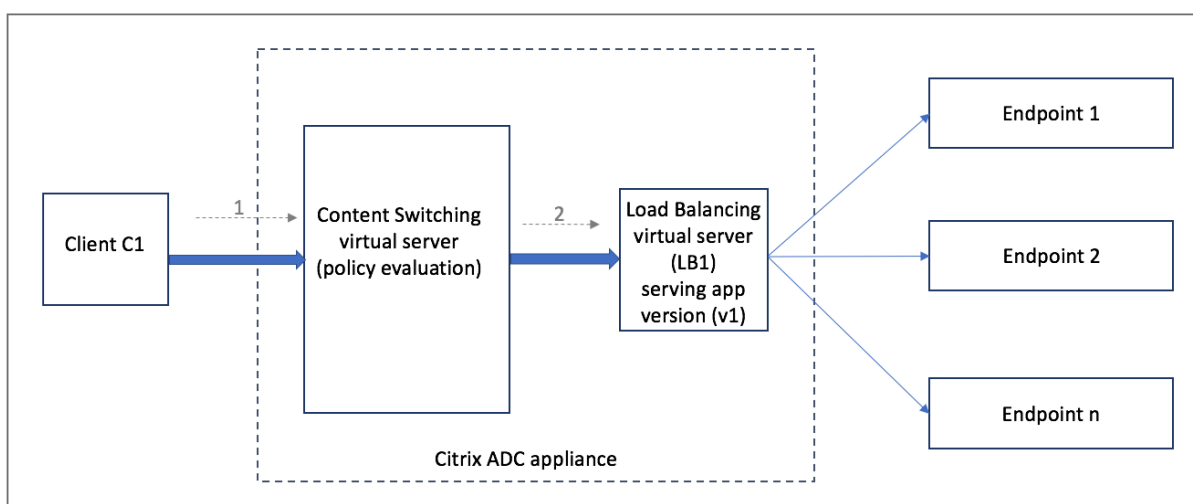 Client C1
1
Content Switching
virtual server
(policy evaluation)
2
Load Balancing
virtual server
(LB1)
serving app
version (v1)
Endpoint 1
Endpoint 2
Endpoint n
Citrix ADC appliance